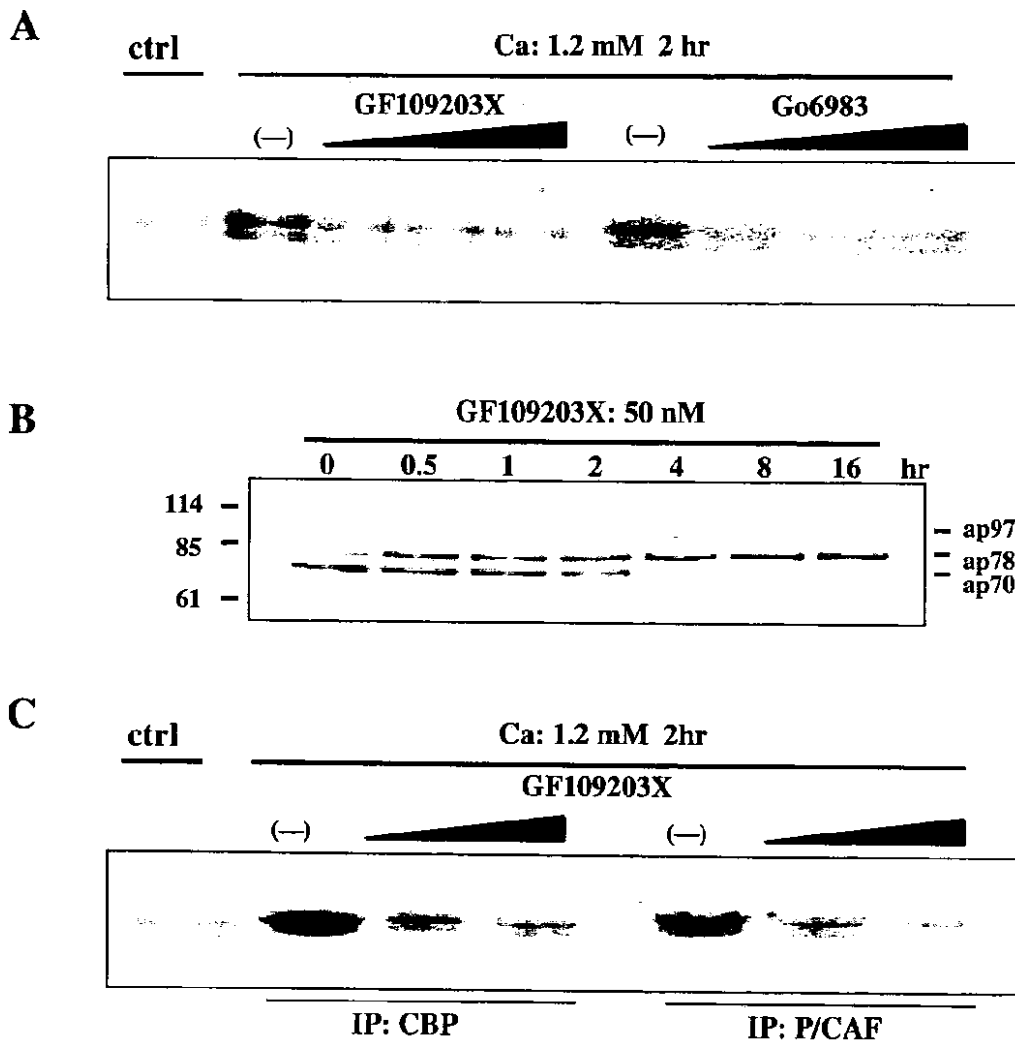 A
ctrl
Ca: 1.2 mM 2 hr
GF109203X
Go6983
(—)
(—)
B
GF109203X: 50 nM
0 0.5 1 2 4 8 16 hr
114
85
61
ap97
ap78
ap70
C
ctrl
Ca: 1.2 mM 2hr
GF109203X
(—)
(—)
IP: CBP
IP: P/CAF